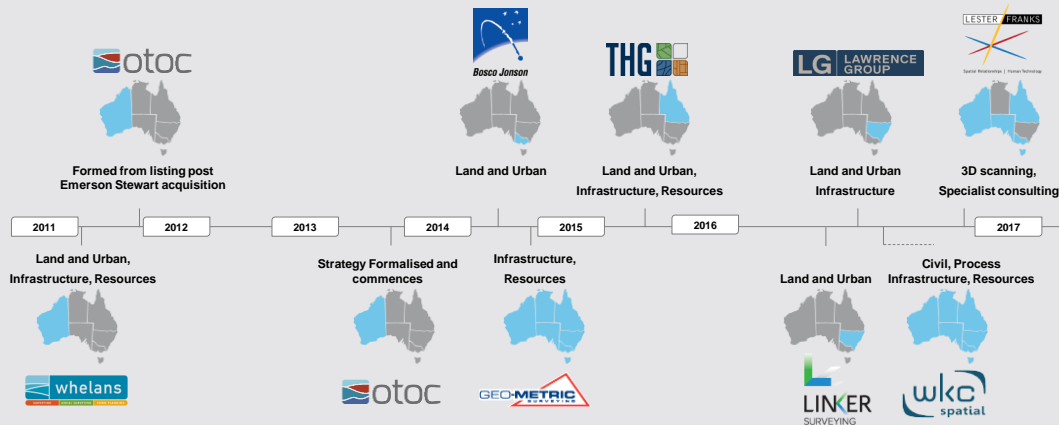 otoc
Bosco Jonson
THG
LG LAWRENCE
GROUP
LESTER FRANKS
Spatial Relationships | Human Technology
Formed from listing post
Emerson Stewart acquisition
Land and Urban
Land and Urban,
Infrastructure, Resources
Land and Urban
Infrastructure
3D scanning,
Specialist consulting
2011
2012
2013
2014
2015
2016
2017
Land and Urban,
Infrastructure, Resources
Strategy Formalised and
commences
Infrastructure,
Resources
Land and Urban
Civil, Process
Infrastructure, Resources
whelans
otoc
GEO-METRIC
SURVEYING
LINKER
SURVEYING
wkc
spatial